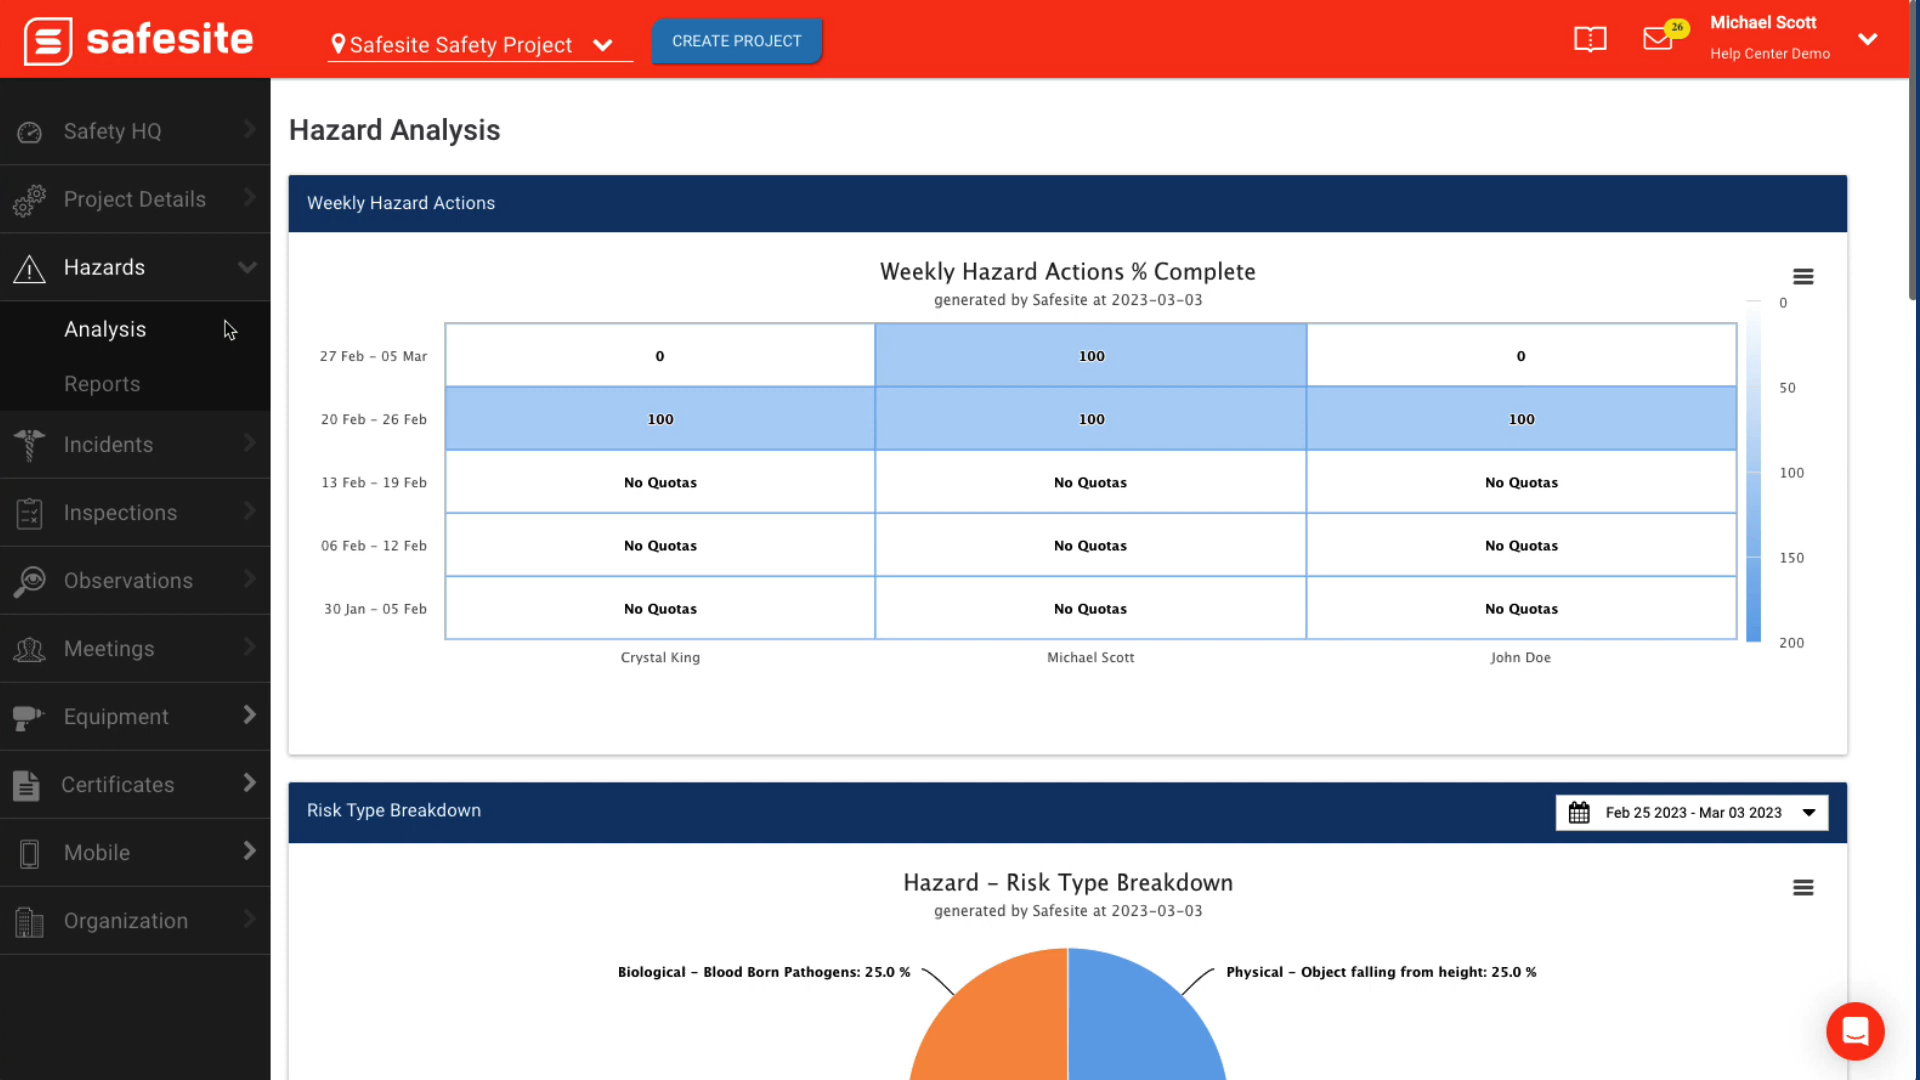 safesite
Safesite Safety Project
CREATE PROJECT
26
Michael Scott
Help Center Demo
Safety HQ
Project Details
Hazards
Analysis
Reports
Incidents
Inspections
Observations
Meetings
Equipment
Certificates
Mobile
Organization
Hazard Analysis
Weekly Hazard Actions
Weekly Hazard Actions % Complete
generated by Safesite at 2023-03-03
27 Feb - 05 Mar 0 100 0
20 Feb - 26 Feb 100 100 100
13 Feb - 19 Feb No Quotas No Quotas No Quotas
06 Feb - 12 Feb No Quotas No Quotas No Quotas
30 Jan - 05 Feb No Quotas No Quotas No Quotas
Crystal King Michael Scott John Doe
0
50
100
150
200
Risk Type Breakdown
Feb 25 2023 - Mar 03 2023
Hazard - Risk Type Breakdown
generated by Safesite at 2023-03-03
Biological - Blood Born Pathogens: 25.0 %
Physical - Object falling from height: 25.0 %